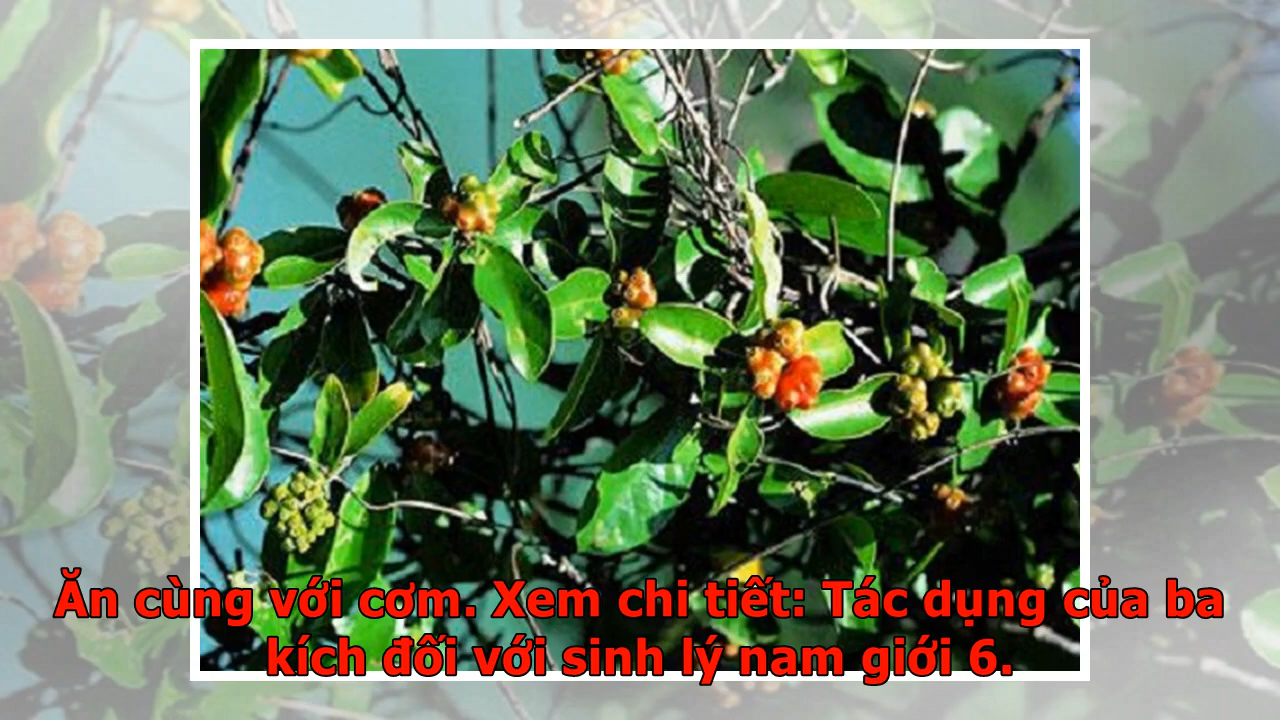 Ăn cùng với cơm. Xem chi tiết: Tác dụng của ba
kích đối với sinh lý nam giới 6.